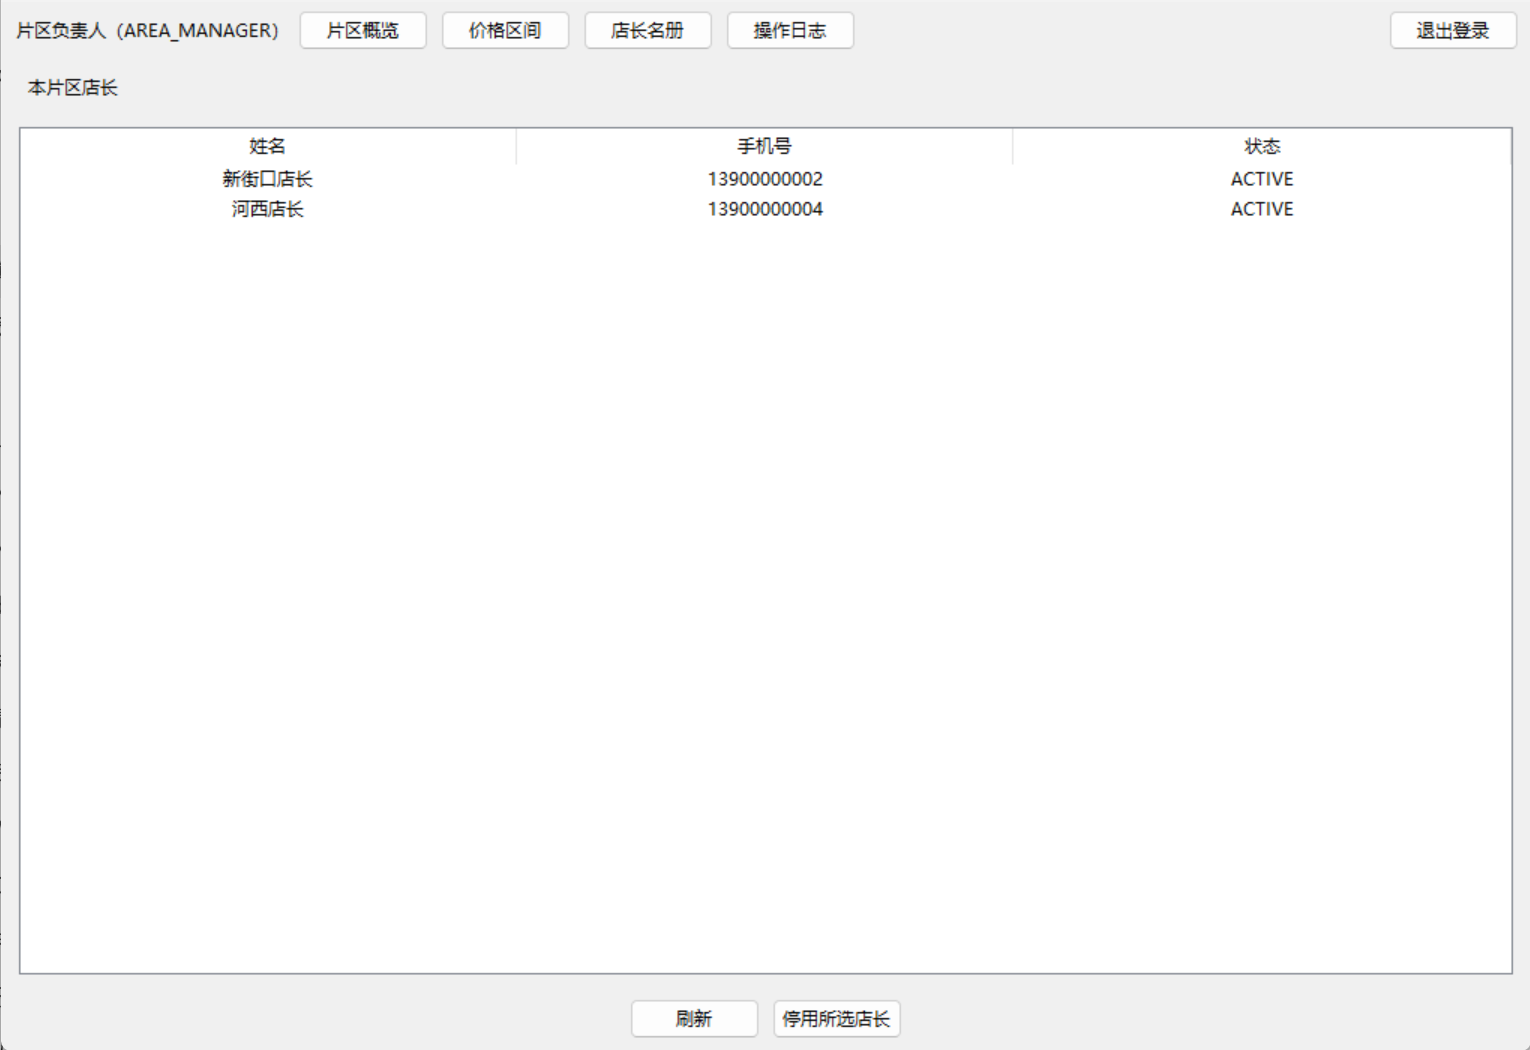 片区负责人（AREA_MANAGER） 片区概览 价格区间 店长名册 操作日志 退出登录
本片区店长
姓名 手机号 状态
新街口店长 13900000002 ACTIVE
河西店长 13900000004 ACTIVE
刷新 停用所选店长